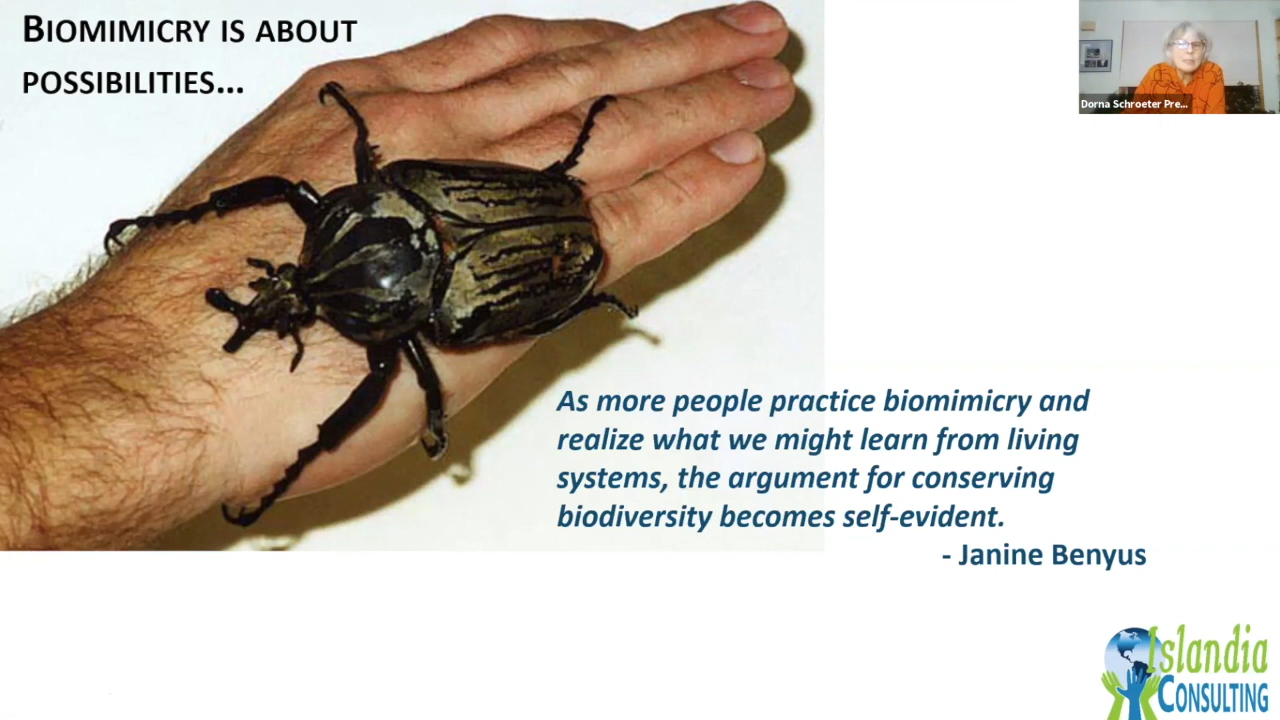 BIOMIMICRY IS ABOUT
POSSIBILITIES...
Dorna Schroeter Pre...
As more people practice biomimicry and
realize what we might learn from living
systems, the argument for conserving
biodiversity becomes self-evident.
- Janine Benyus
Islandia
CONSULTING